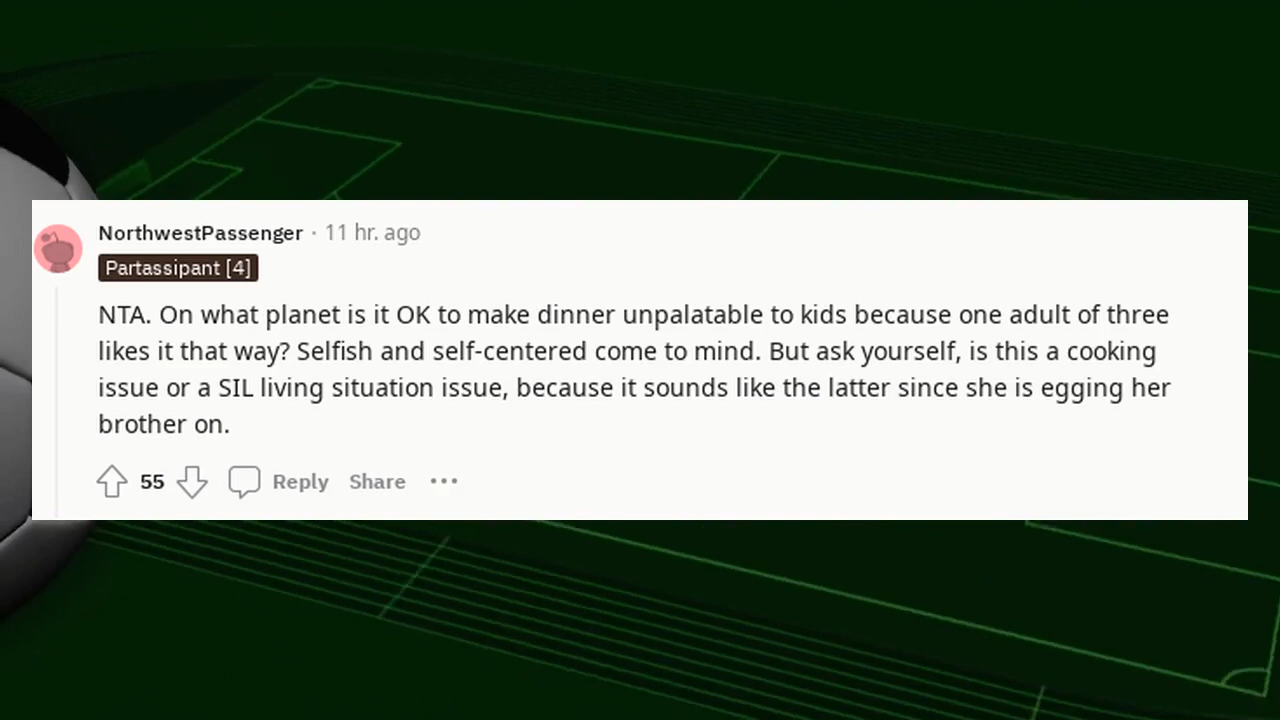 NorthwestPassenger · 11 hr. ago
Partassipant [4]
NTA. On what planet is it OK to make dinner unpalatable to kids because one adult of three
likes it that way? Selfish and self-centered come to mind. But ask yourself, is this a cooking
issue or a SIL living situation issue, because it sounds like the latter since she is egging her
brother on.
55 Reply Share ···